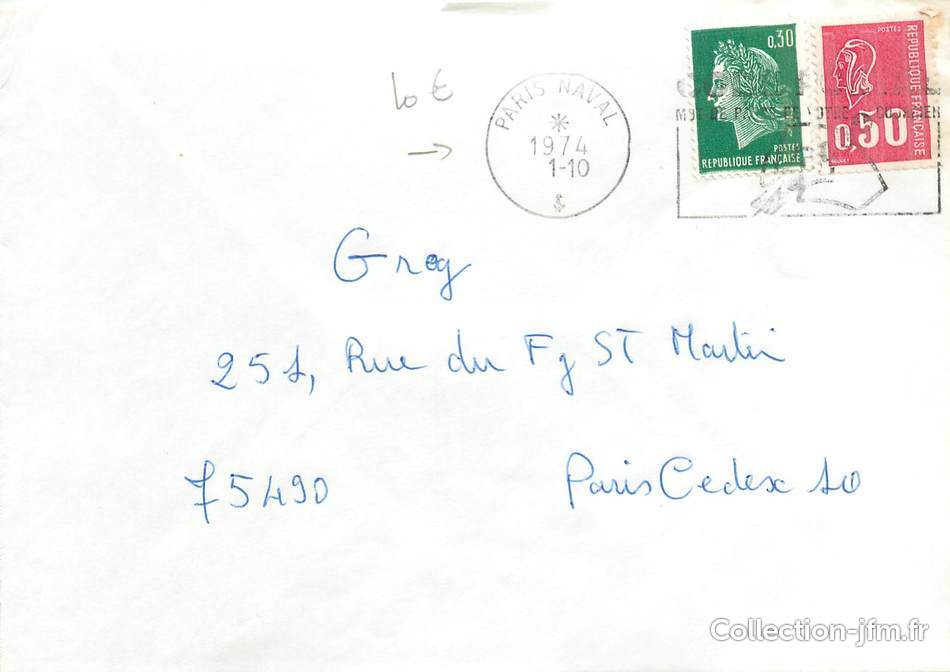 10 €
PARIS NAVAL
1974
1-10
0,30
POSTES
REPUBLIQUE FRANÇAISE
POSTES
REPUBLIQUE FRANÇAISE
0,50
Greg
251, Rue du Fg ST Martin
75490 Paris Cedex 10
Collection-jfm.fr